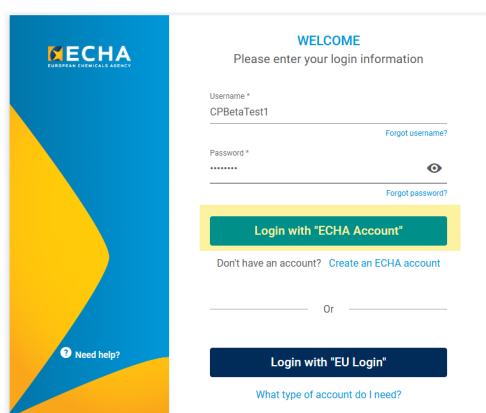 ECHA
EUROPEAN CHEMICALS AGENCY
Need help?
WELCOME
Please enter your login information
Username *
CPBetaTest1
Forgot username?
Password *
••••••••
Forgot password?
Login with "ECHA Account"
Don't have an account? Create an ECHA account
Or
Login with "EU Login"
What type of account do I need?